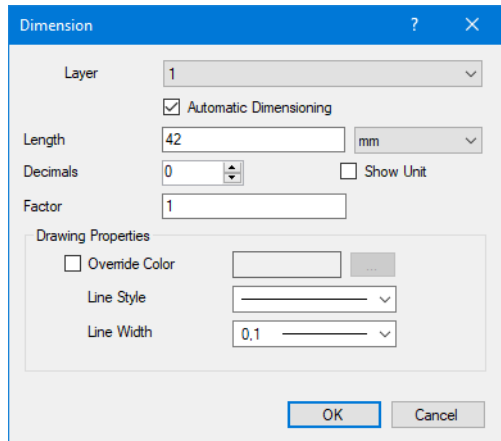 Dimension ?
Layer 1
Automatic Dimensioning
Length 42 mm
Decimals 0 Show Unit
Factor 1
Drawing Properties
Override Color ...
Line Style
Line Width 0,1
OK Cancel